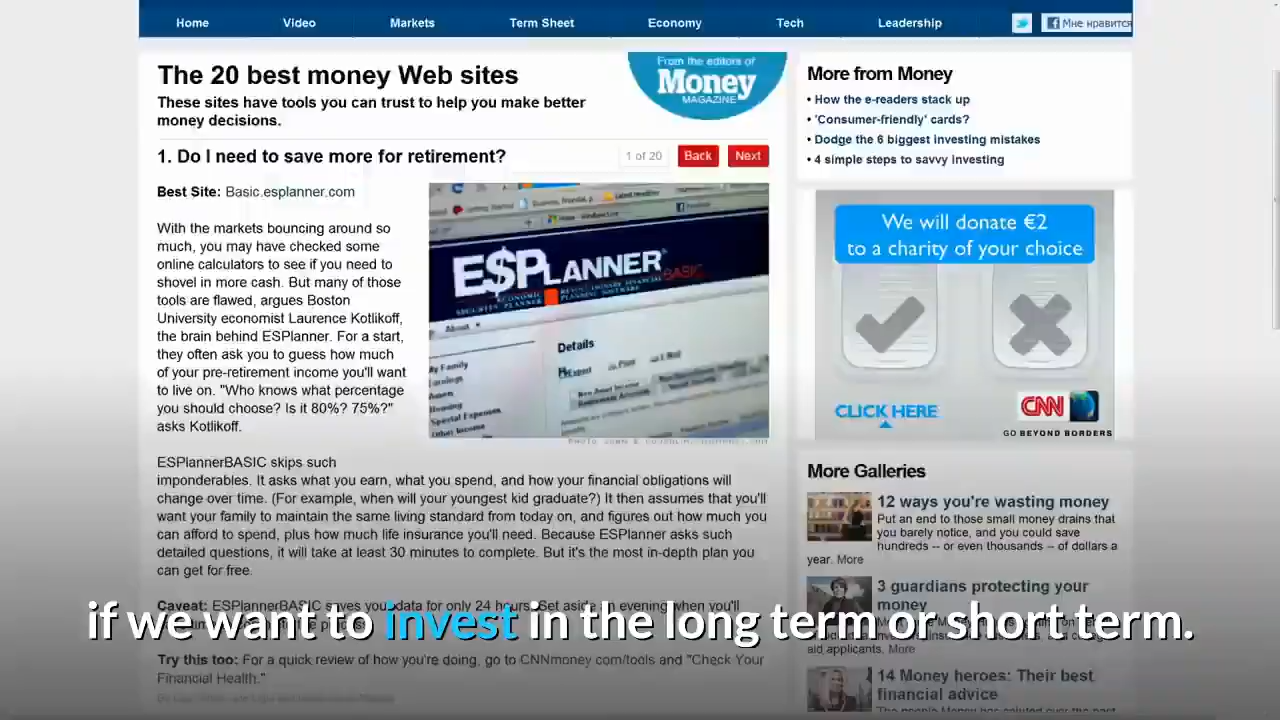 Home Video Markets Term Sheet Economy Tech Leadership Мне нравится
The 20 best money Web sites
These sites have tools you can trust to help you make better
money decisions.
From the editors of
Money
MAGAZINE
1. Do I need to save more for retirement?
1 of 20 Back Next
Best Site: Basic.esplanner.com
With the markets bouncing around so
much, you may have checked some
online calculators to see if you need to
shovel in more cash. But many of those
tools are flawed, argues Boston
University economist Laurence Kotlikoff,
the brain behind ESPlanner. For a start,
they often ask you to guess how much
of your pre-retirement income you'll want
to live on. "Who knows what percentage
you should choose? Is it 80%? 75%?"
asks Kotlikoff.
E$PLANNER BASIC
ECONOMIC
SECURITY PLANNER
About
Details
My Family
Earnings
Housing
Special Expenses
Other Income
ESPlannerBASIC skips such
imponderables. It asks what you earn, what you spend, and how your financial obligations will
change over time. (For example, when will your youngest kid graduate?) It then assumes that you'll
want your family to maintain the same living standard from today on, and figures out how much you
can afford to spend, plus how much life insurance you'll need. Because ESPlanner asks such
detailed questions, it will take at least 30 minutes to complete. But it's the most in-depth plan you
can get for free.
Caveat: ESPlannerBASIC saves your data for only 24 hours. Set aside an evening when you'll
Try this too: For a quick review of how you're doing, go to CNNmoney.com/tools and "Check Your
Financial Health."
More from Money
• How the e-readers stack up
• 'Consumer-friendly' cards?
• Dodge the 6 biggest investing mistakes
• 4 simple steps to savvy investing
We will donate €2
to a charity of your choice
CLICK HERE
CNN
GO BEYOND BORDERS
More Galleries
12 ways you're wasting money
Put an end to those small money drains that
you barely notice, and you could save
hundreds -- or even thousands -- of dollars a
year. More
3 guardians protecting your
money
aid applicants. More
14 Money heroes: Their best
financial advice
if we want to invest in the long term or short term.